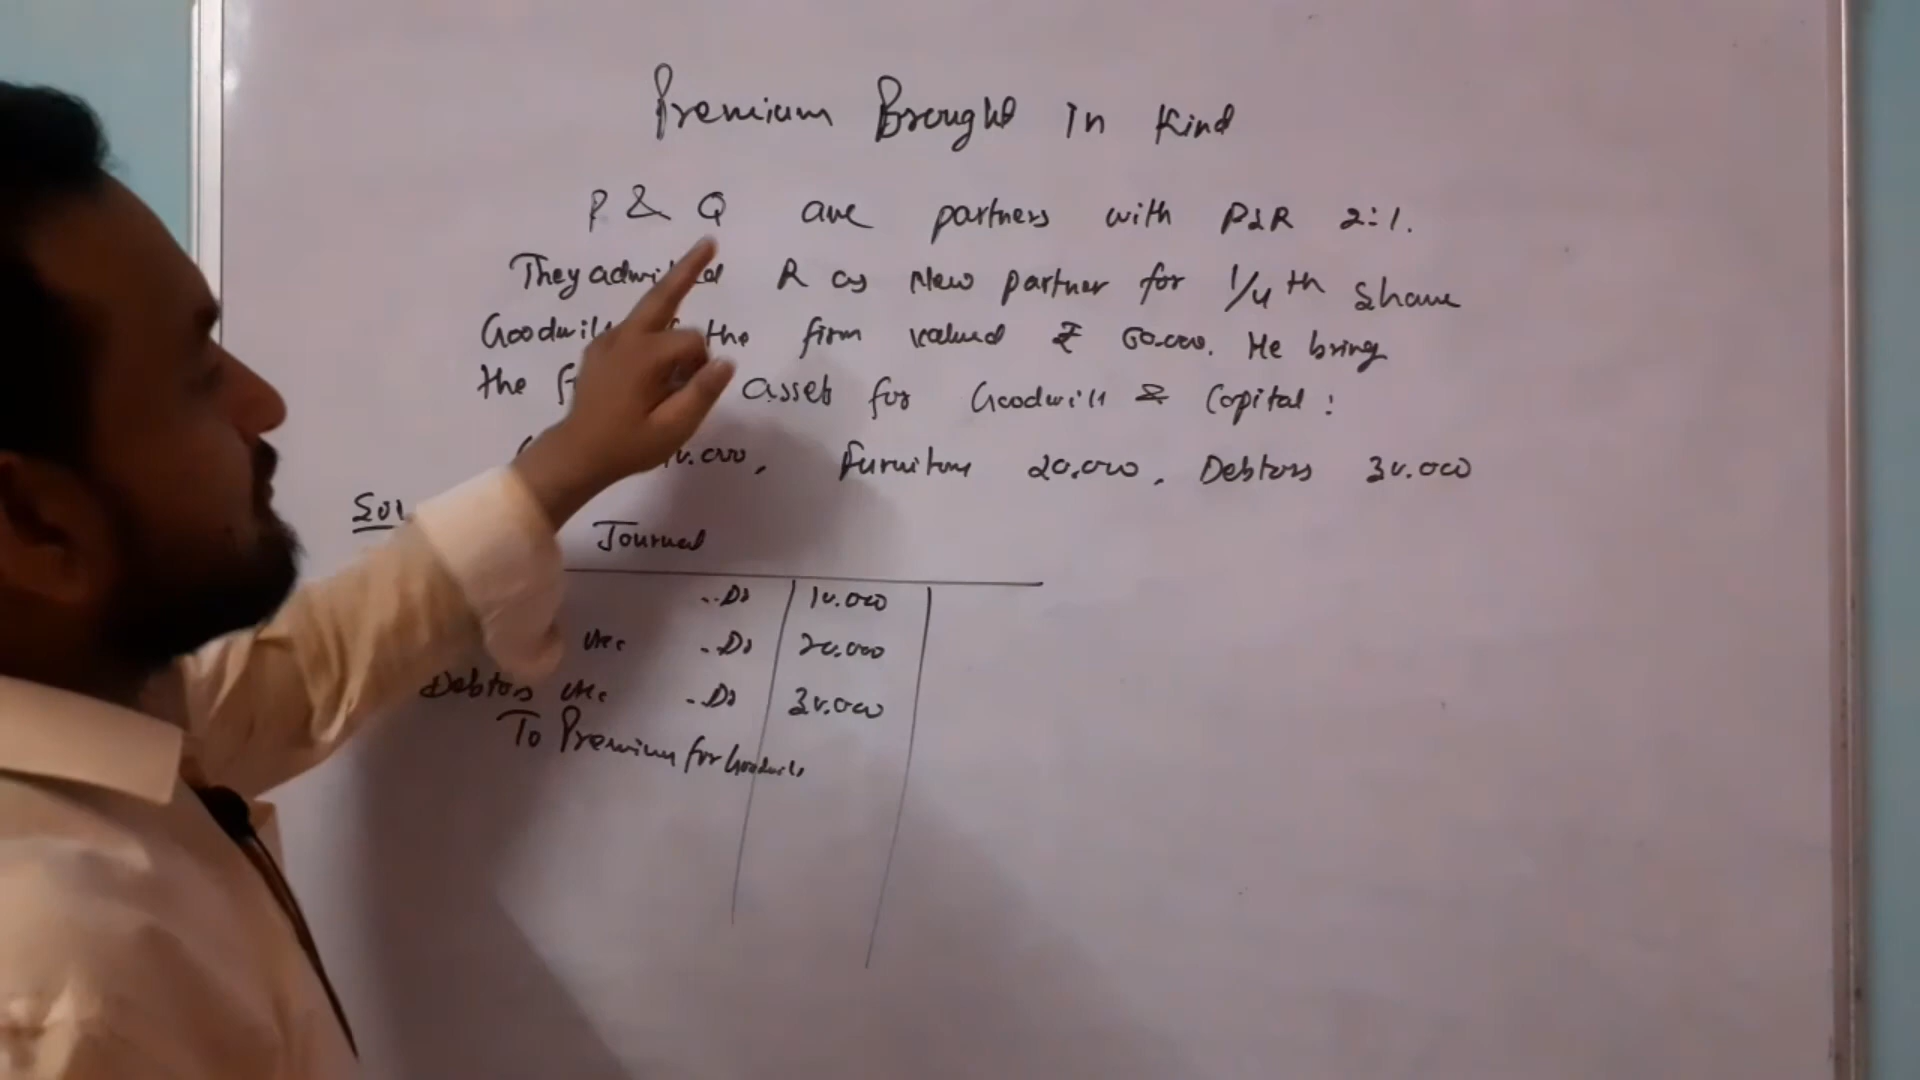 Premium Brought In Kind
P & Q are partners with PSR 2:1.
They admitted R as New partner for 1/4th Share
Goodwill the firm valued ₹ 60.000. He bring
the assets for Goodwill & Capital:
Furniture 20,000, Debtors 30.000
Sol
Journal
..Dr 10.000
A/c ..Dr 20.000
Debtors A/c ..Dr 30.000
To Premium for Goodwill